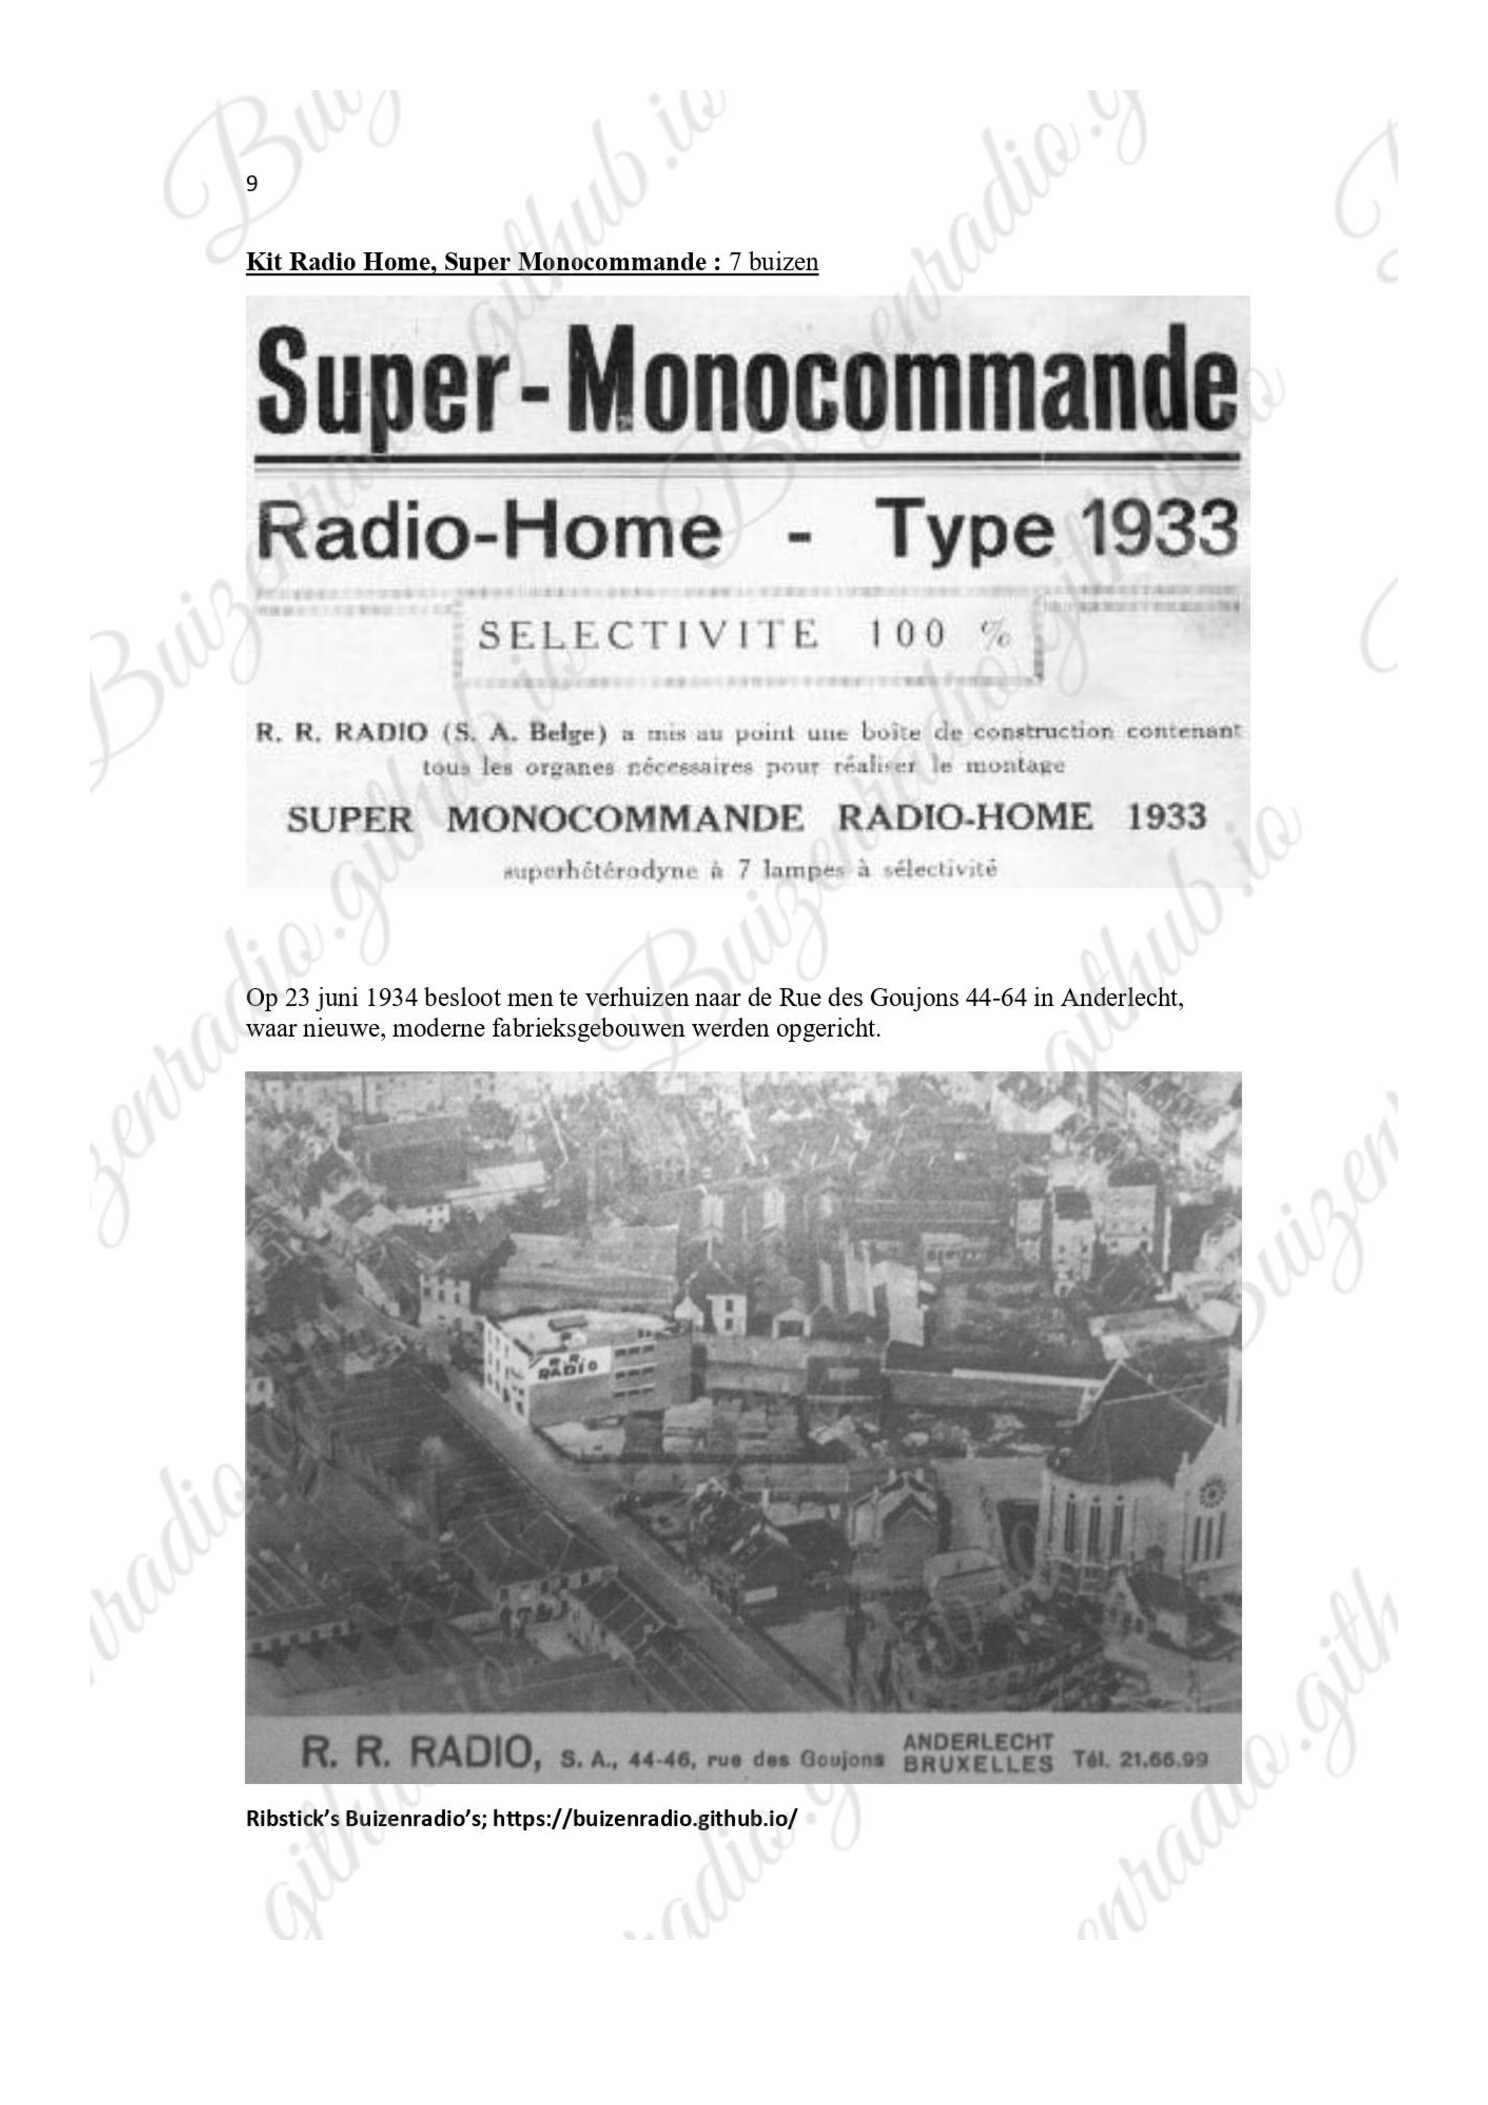 9
Kit Radio Home, Super Monocommande : 7 buizen
Super-Monocommande
Radio-Home - Type 1933
SELECTIVITE 100 %
R. R. RADIO (S. A. Belge) a mis au point une boîte de construction contenant
tous les organes nécessaires pour réaliser le montage
SUPER MONOCOMMANDE RADIO-HOME 1933
superhétérodyne à 7 lampes à sélectivité
Op 23 juni 1934 besloot men te verhuizen naar de Rue des Goujons 44-64 in Anderlecht,
waar nieuwe, moderne fabrieksgebouwen werden opgericht.
R.R.
RADIO
R. R. RADIO, S. A., 44-46, rue des Goujons ANDERLECHT BRUXELLES Tél. 21.66.99
Ribstick’s Buizenradio’s; https://buizenradio.github.io/
Buizenradio.github.io